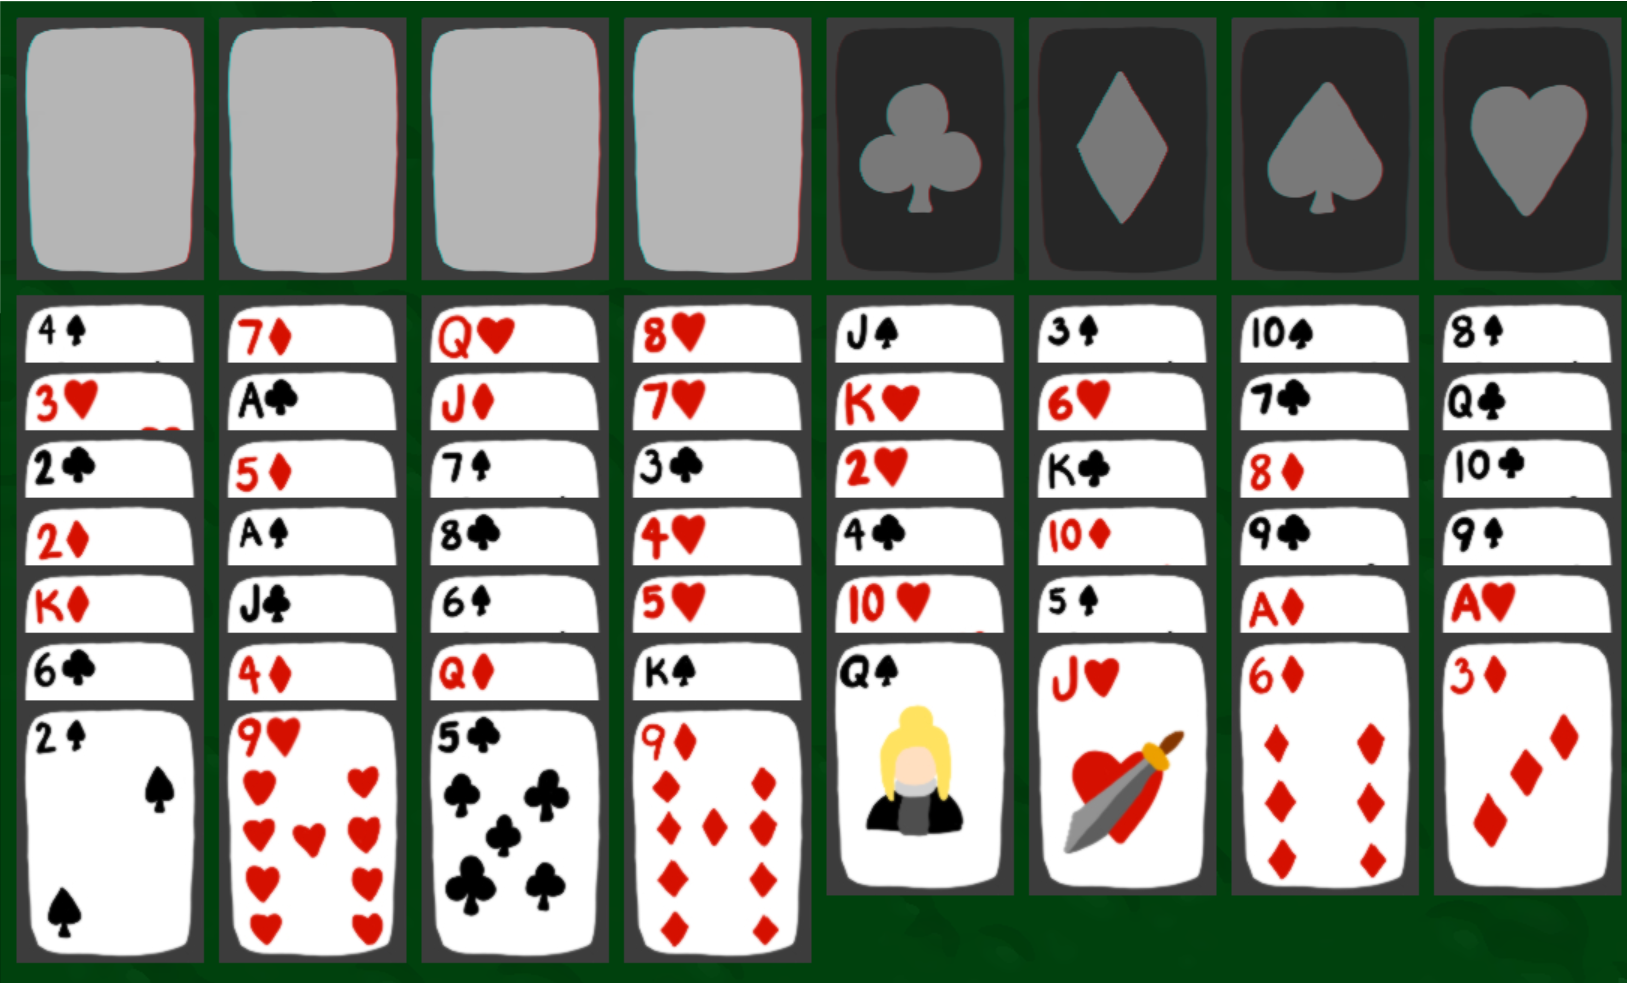 4♠ 7♦ Q♥ 8♥ J♠ 3♠ 10♠ 8♠
3♥ A♣ J♦ 7♥ K♥ 6♥ 7♣ Q♣
2♣ 5♦ 7♠ 3♣ 2♥ K♣ 8♦ 10♣
2♦ A♠ 8♣ 4♥ 4♣ 10♦ 9♣ 9♠
K♦ J♣ 6♠ 5♥ 10♥ 5♠ A♦ A♥
6♣ 4♦ Q♦ K♠ Q♠ J♥ 6♦ 3♦
2♠ 9♥ 5♣ 9♦